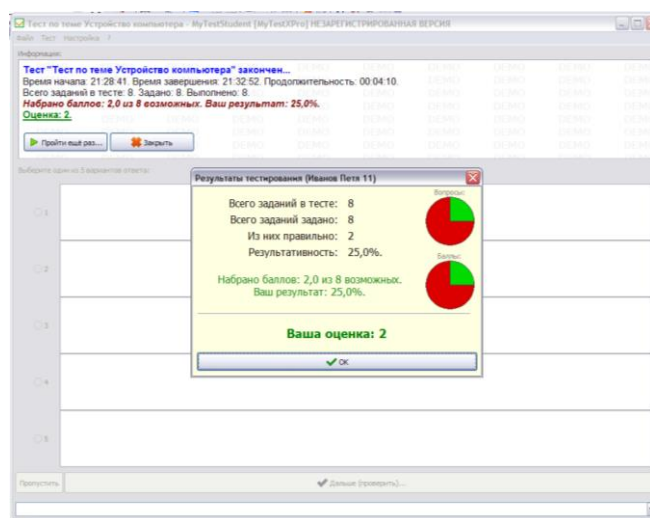 Тест по теме Устройство компьютера - MyTestStudent [MyTestXPro] НЕЗАРЕГИСТРИРОВАННАЯ ВЕРСИЯ
Файл Тест Настройка ?
Информация:
Тест "Тест по теме Устройство компьютера" закончен...
Время начала: 21:28:41. Время завершения: 21:32:52. Продолжительность: 00:04:10.
Всего заданий в тесте: 8. Задано: 8. Выполнено: 8.
Набрано баллов: 2,0 из 8 возможных. Ваш результат: 25,0%.
Оценка: 2.
Пройти ещё раз... Закрыть
Выберите один из 5 вариантов ответа:
Результаты тестирования (Иванов Петя 11)
Всего заданий в тесте: 8
Всего заданий задано: 8
Из них правильно: 2
Результативность: 25,0%.
Вопросы:
Баллы:
Набрано баллов: 2,0 из 8 возможных.
Ваш результат: 25,0%.
Ваша оценка: 2
OK
1
2
3
4
5
Пропустить Дальше (проверить)...